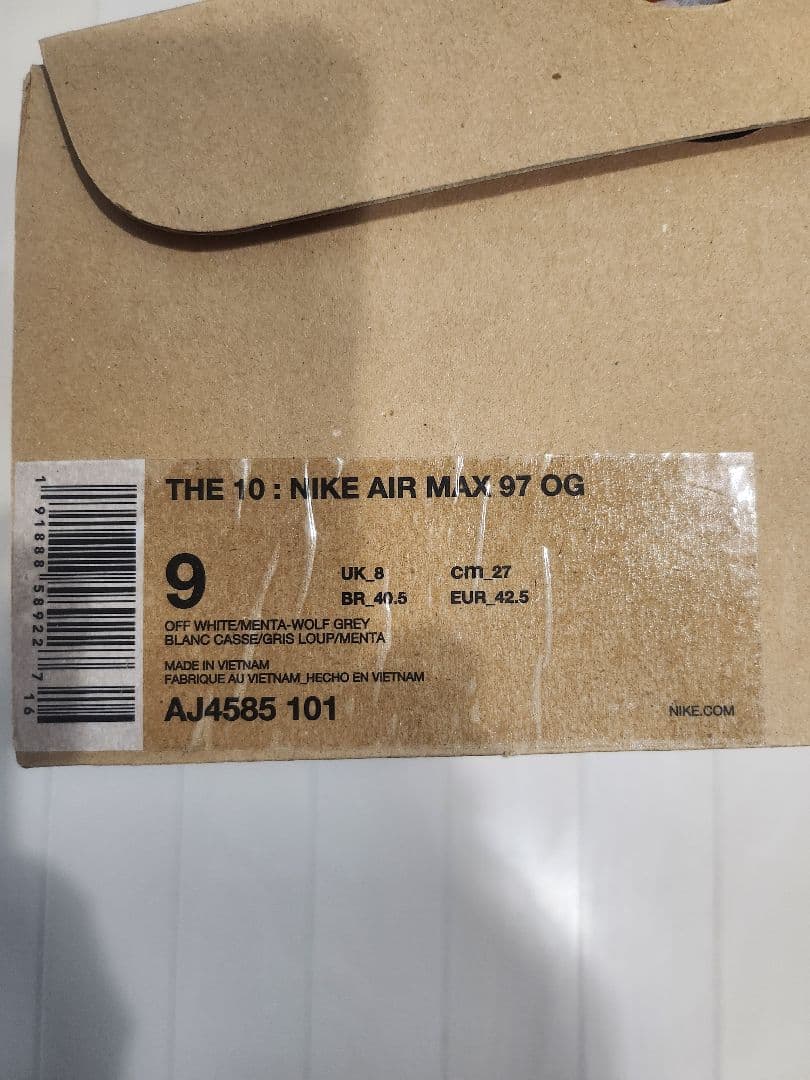 THE 10 : NIKE AIR MAX 97 OG
9
UK_8 cm_27
BR_40.5 EUR_42.5
OFF WHITE/MENTA-WOLF GREY
BLANC CASSE/GRIS LOUP/MENTA
MADE IN VIETNAM
FABRIQUE AU VIETNAM_HECHO EN VIETNAM
AJ4585 101
NIKE.COM
1 91888 58922 7 16